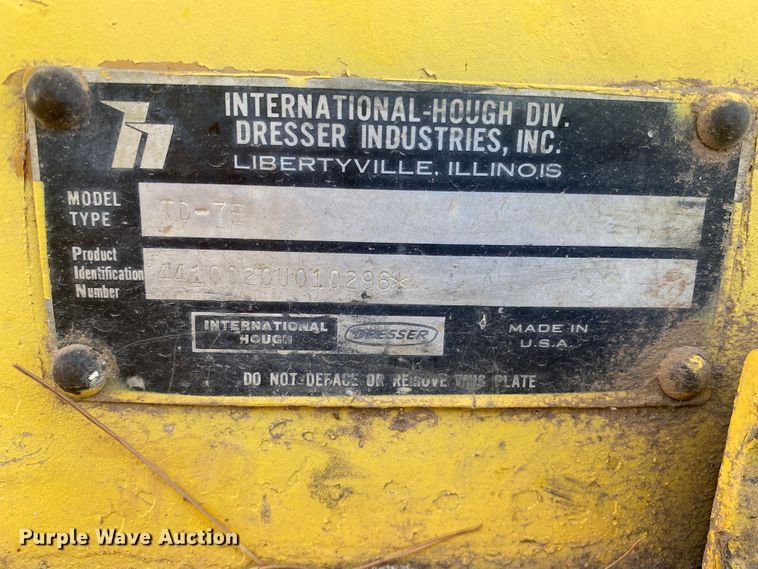 INTERNATIONAL-HOUGH DIV.
DRESSER INDUSTRIES, INC.
LIBERTYVILLE, ILLINOIS
MODEL TYPE TD-7E
Product Identification Number 4410020U010296*
INTERNATIONAL HOUGH
DRESSER
MADE IN U.S.A.
DO NOT DEFACE OR REMOVE THIS PLATE
Purple Wave Auction